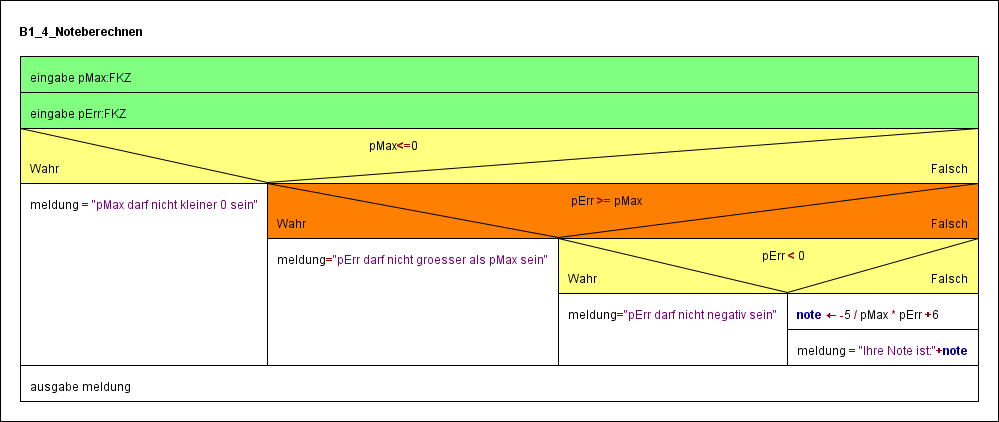 B1_4_Noteberechnen
eingabe pMax:FKZ
eingabe pErr:FKZ
pMax<=0
Wahr
Falsch
meldung = "pMax darf nicht kleiner 0 sein"
pErr >= pMax
Wahr
Falsch
meldung="pErr darf nicht groesser als pMax sein"
pErr < 0
Wahr
Falsch
meldung="pErr darf nicht negativ sein"
note ← -5 / pMax * pErr +6
meldung = "Ihre Note ist:"+note
ausgabe meldung